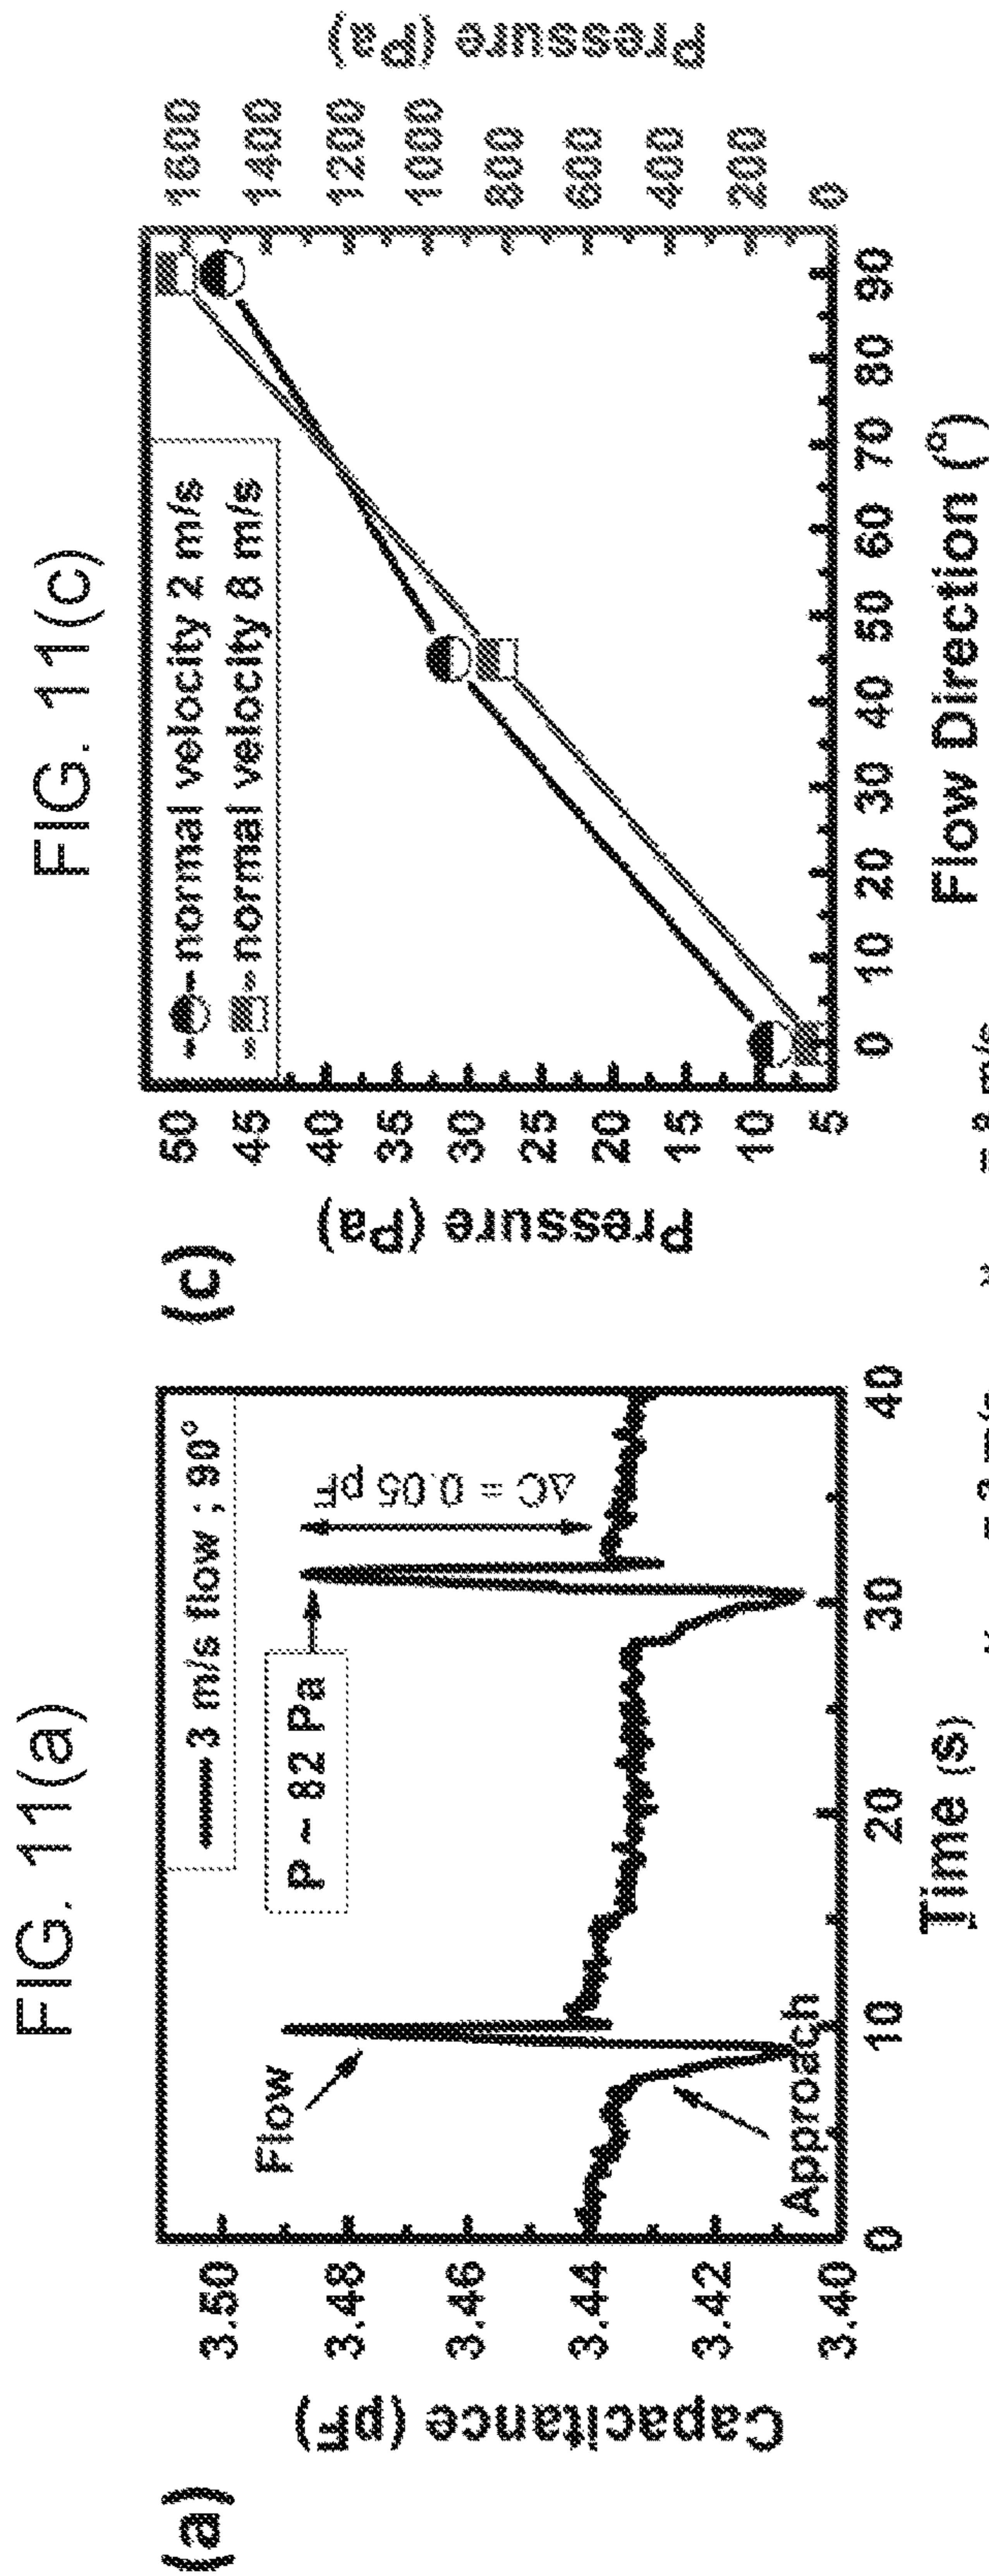 FIG. 11(a)
(a)
Capacitance (pF)
3.50
3.48
3.46
3.44
3.42
3.40
3 m/s flow ; 90°
P ~ 82 Pa
ΔC = 0.05 pF
Flow
Approach
0
10
20
30
40
Time (s)
FIG. 11(c)
(c)
Pressure (Pa)
50
45
40
35
30
25
20
15
10
5
normal velocity 2 m/s
normal velocity 8 m/s
1600
1400
1200
1000
800
600
400
200
0
Pressure (Pa)
0
10
20
30
40
50
60
70
80
90
Flow Direction (°)